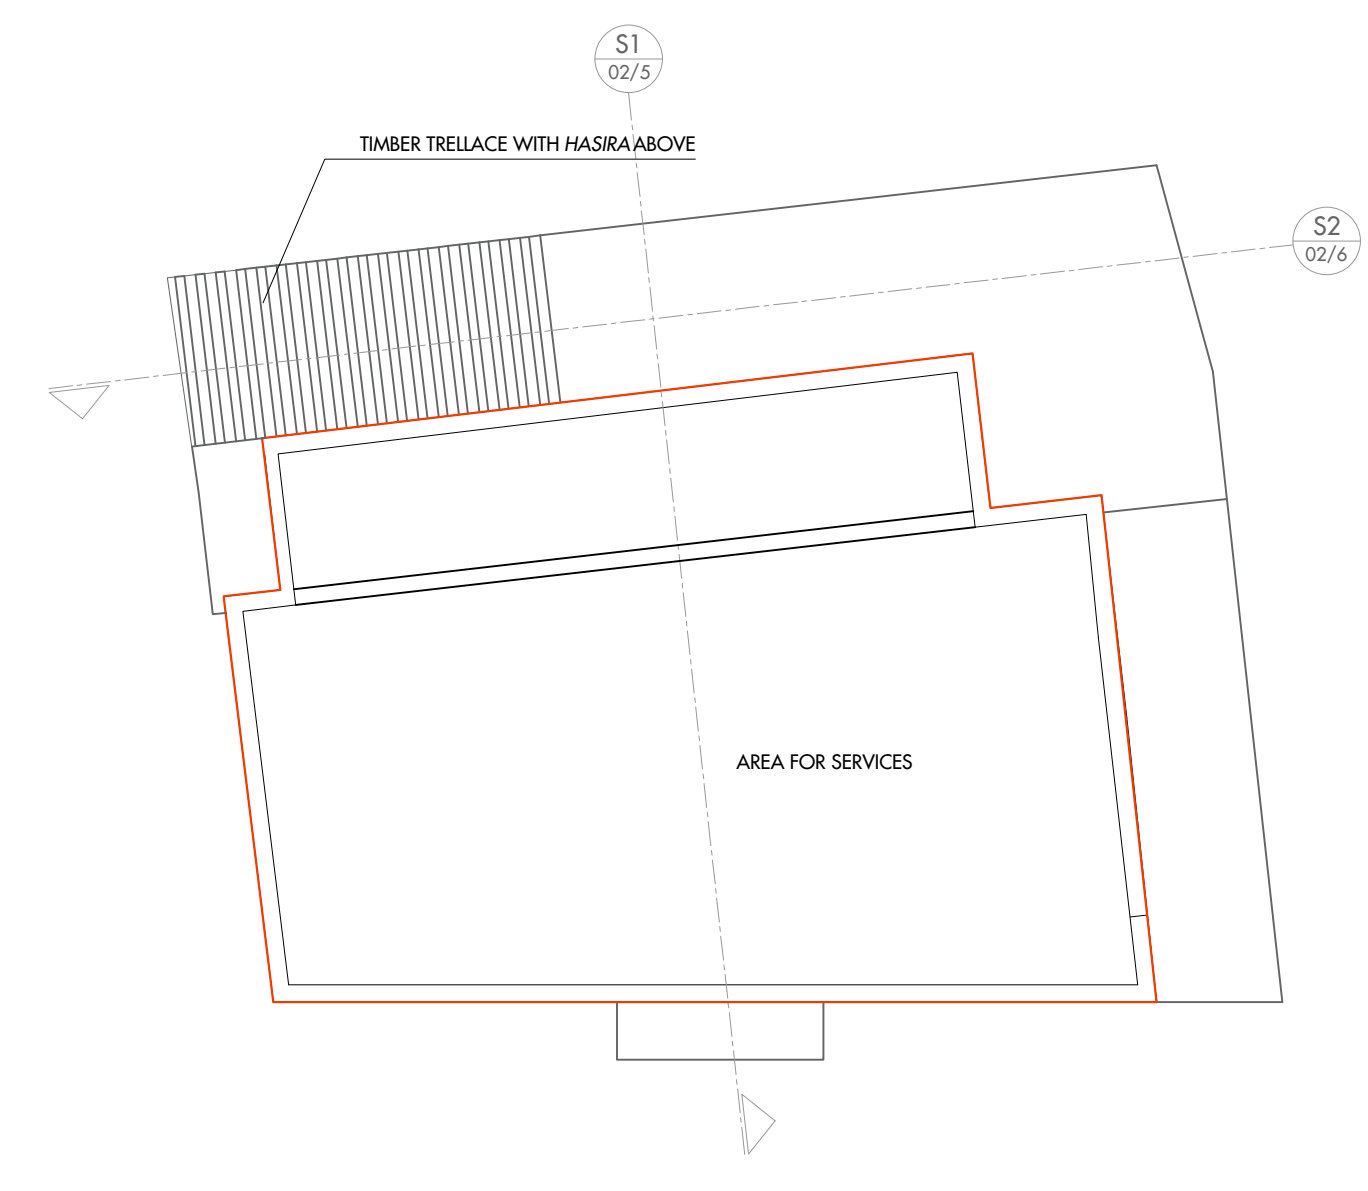 S1
02/5
TIMBER TRELLACE WITH HASIRA ABOVE
S2
02/6
AREA FOR SERVICES